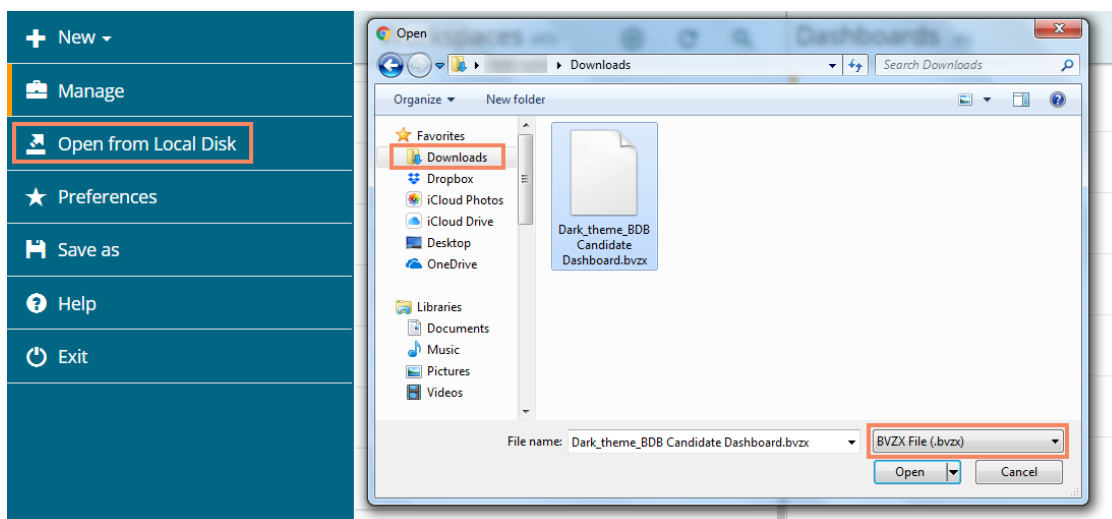 New
Manage
Open from Local Disk
Preferences
Save as
Help
Exit
Open
Dashboards
Downloads
Search Downloads
Organize
New folder
Favorites
Downloads
Dropbox
iCloud Photos
iCloud Drive
Desktop
OneDrive
Libraries
Documents
Music
Pictures
Videos
Dark_theme_BDB
Candidate
Dashboard.bvzx
File name: Dark_theme_BDB Candidate Dashboard.bvzx
BVZX File (.bvzx)
Open
Cancel